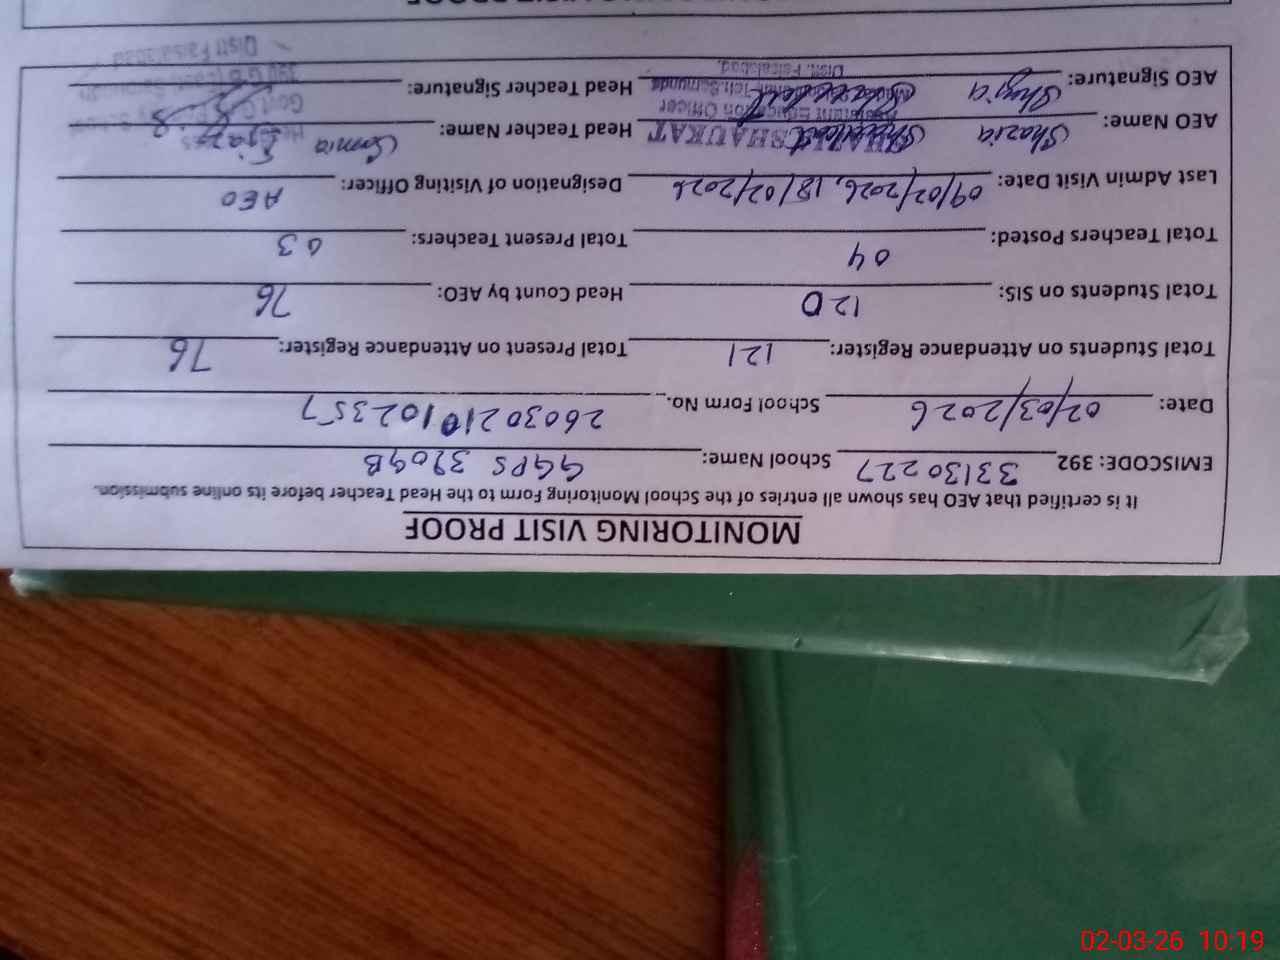 MONITORING VISIT PROOF
It is certified that AEO has shown all entries of the School Monitoring Form to the Head Teacher before its online submission.
EMISCODE: 392 33130227 School Name: GGPS 390GB
Date: 02/03/2026 School Form No. 2603021010102357
Total Students on Attendance Register: 121 Total Present on Attendance Register: 76
Total Students on SIS: 120 Head Count by AEO: 76
Total Teachers Posted: 04 Total Present Teachers: 03
Last Admin Visit Date: 09/02/2026, 18/02/2026 Designation of Visiting Officer: AEO
AEO Name: Shazia Shaukat Head Teacher Name: Somia
SHAUKAT
Education Officer
AEO Signature: Shazia Head Teacher Signature:
Distt. Faisalabad.
Distt Faisalabad
02-03-26 10:19